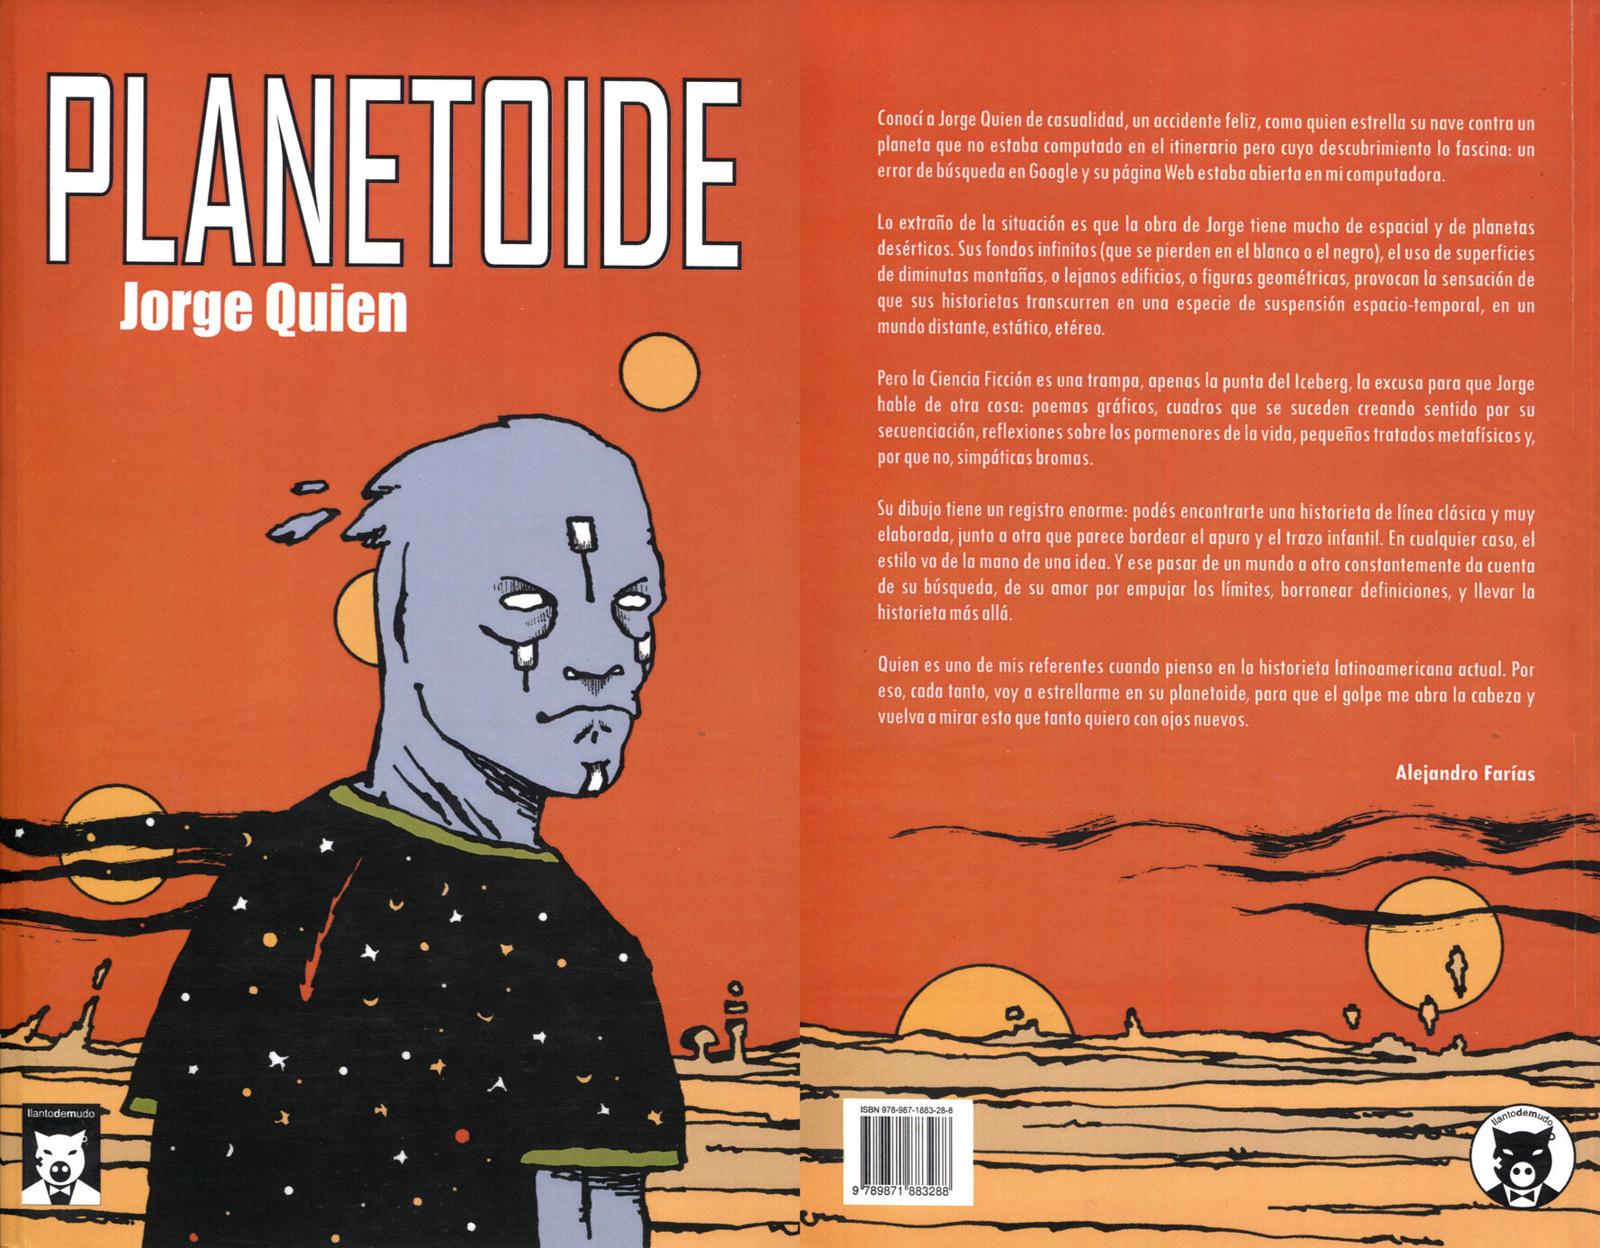 PLANETOIDE
Jorge Quien
llantodemudo
Conocí a Jorge Quien de casualidad, un accidente feliz, como quien estrella su nave contra un
planeta que no estaba computado en el itinerario pero cuyo descubrimiento lo fascina: un
error de búsqueda en Google y su página Web estaba abierta en mi computadora.
Lo extraño de la situación es que la obra de Jorge tiene mucho de espacial y de planetas
desérticos. Sus fondos infinitos (que se pierden en el blanco o el negro), el uso de superficies
de diminutas montañas, o lejanos edificios, o figuras geométricas, provocan la sensación de
que sus historietas transcurren en una especie de suspensión espacio-temporal, en un
mundo distante, estático, etéreo.
Pero la Ciencia Ficción es una trampa, apenas la punta del Iceberg, la excusa para que Jorge
hable de otra cosa: poemas gráficos, cuadros que se suceden creando sentido por su
secuenciación, reflexiones sobre los pormenores de la vida, pequeños tratados metafísicos y,
por que no, simpáticas bromas.
Su dibujo tiene un registro enorme: podés encontrarte una historieta de línea clásica y muy
elaborada, junto a otra que parece bordear el apuro y el trazo infantil. En cualquier caso, el
estilo va de la mano de una idea. Y ese pasar de un mundo a otro constantemente da cuenta
de su búsqueda, de su amor por empujar los límites, borronear definiciones, y llevar la
historieta más allá.
Quien es uno de mis referentes cuando pienso en la historieta latinoamericana actual. Por
eso, cada tanto, voy a estrellarme en su planetoide, para que el golpe me abra la cabeza y
vuelva a mirar esto que tanto quiero con ojos nuevos.
Alejandro Farías
ISBN 978-987-1883-28-8
9 789871 883288
llantodemudo